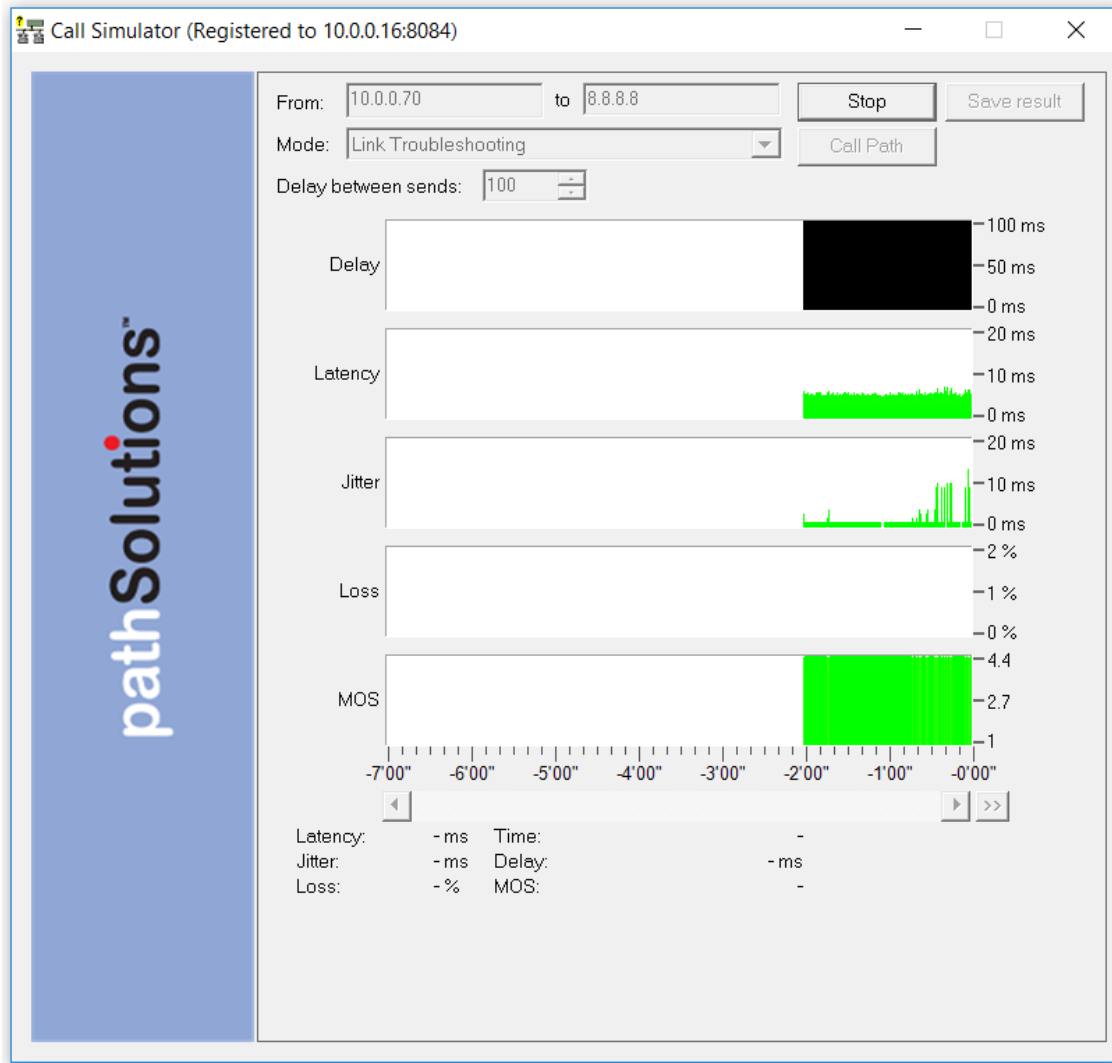 Call Simulator (Registered to 10.0.0.16:8084)
pathSolutions™
From: 10.0.0.70 to 8.8.8.8 Stop Save result
Mode: Link Troubleshooting Call Path
Delay between sends: 100
Delay
100 ms
50 ms
0 ms
Latency
20 ms
10 ms
0 ms
Jitter
20 ms
10 ms
0 ms
Loss
2 %
1 %
0 %
MOS
4.4
2.7
1
-7'00" -6'00" -5'00" -4'00" -3'00" -2'00" -1'00" -0'00"
>>
Latency: - ms Time: -
Jitter: - ms Delay: - ms
Loss: - % MOS: -